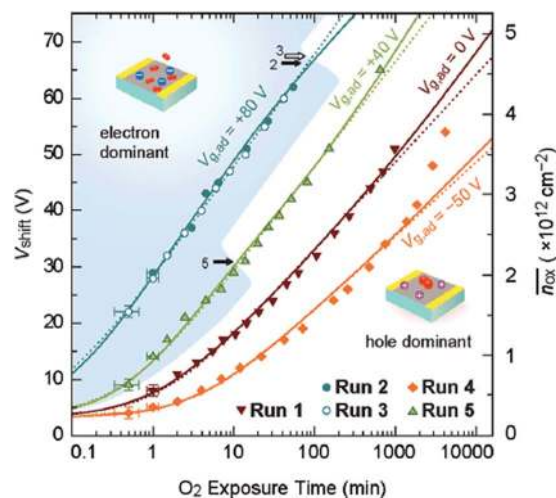 75
70
60
50
40
30
20
10
0
V_shift (V)
electron
dominant
V_g,ad = +80 V
3
2
V_g,ad = +40 V
V_g,ad = 0 V
V_g,ad = −50 V
5
hole dominant
Run 1
Run 2
Run 3
Run 4
Run 5
5
4
3
2
1
0
n̅_ox (×10¹² cm⁻²)
0.1 1 10 100 1000 10000
O₂ Exposure Time (min)